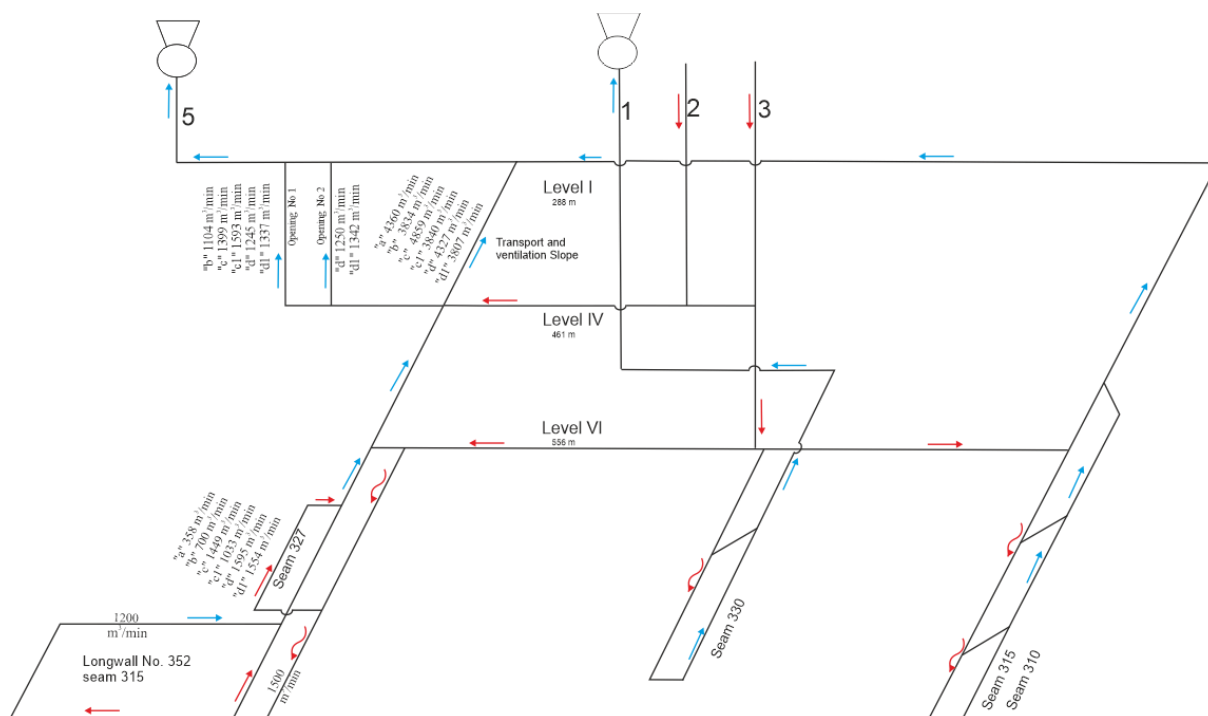 5
1
2
3
Level I
288 m
"b" 1104 m³/min
"c" 1399 m³/min
"c1" 1593 m³/min
"d" 1245 m³/min
"d1" 1337 m³/min
Opening No 1
Opening No 2
"d" 1250 m³/min
"d1" 1342 m³/min
"a" 4360 m³/min
"b" 3834 m³/min
"c" 4859 m³/min
"c1" 3840 m³/min
"d" 4327 m³/min
"d1" 3807 m³/min
Transport and
ventilation Slope
Level IV
461 m
Level VI
556 m
"a" 358 m³/min
"b" 700 m³/min
"c" 1449 m³/min
"c1" 1033 m³/min
"d" 1595 m³/min
"d1" 1554 m³/min
Seam 327
1200
m³/min
Longwall No. 352
seam 315
1500
m³/min
Seam 330
Seam 315
Seam 310